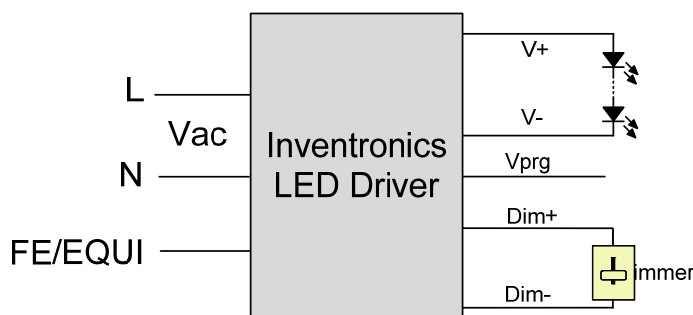 L
Vac
N
FE/EQUI
Inventronics
LED Driver
V+
V-
Vprg
Dim+
Dim-
immer